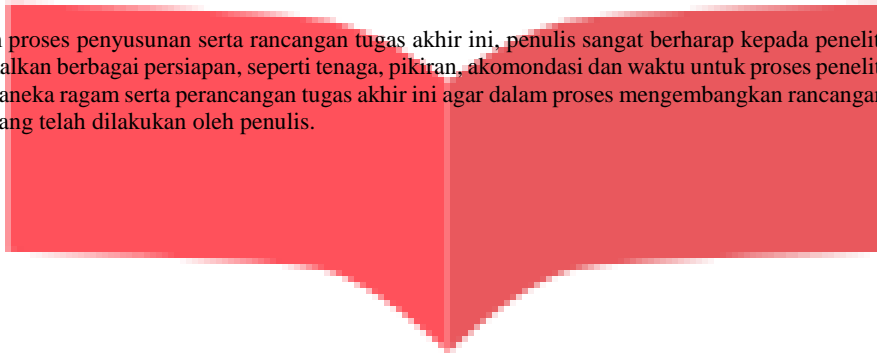 proses penyusunan serta rancangan tugas akhir ini, penulis sangat berharap kepada penelit
alkan berbagai persiapan, seperti tenaga, pikiran, akomondasi dan waktu untuk proses penelit
aneka ragam serta perancangan tugas akhir ini agar dalam proses mengembangkan rancangan
ang telah dilakukan oleh penulis.